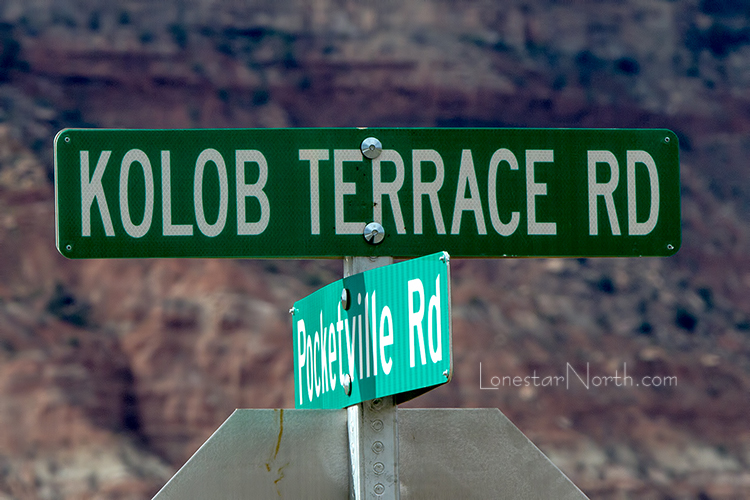 KOLOB TERRACE RD
Pocketville Rd
LonestarNorth.com